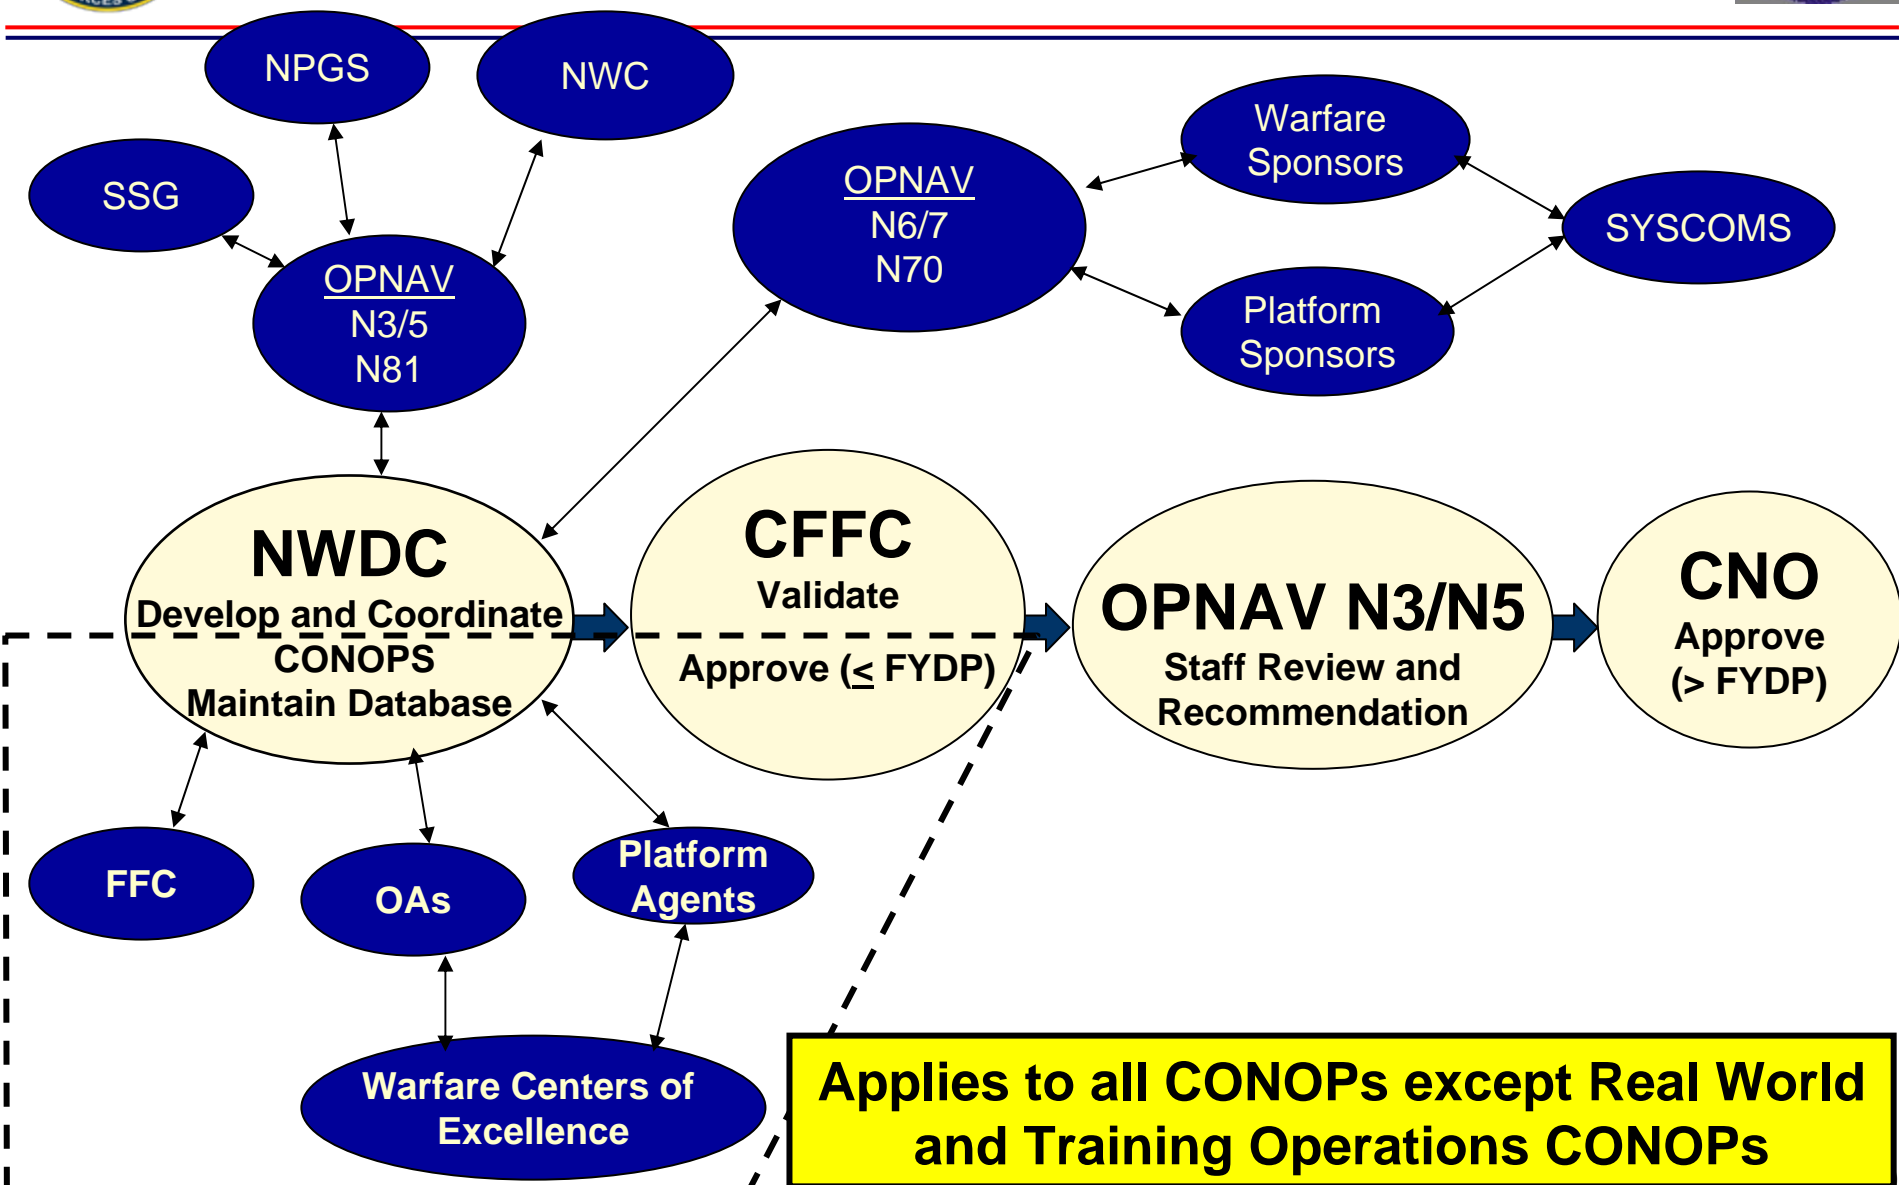 NPGS
NWC
SSG
OPNAV
N3/5
N81
OPNAV
N6/7
N70
Warfare
Sponsors
SYSCOMS
Platform
Sponsors
NWDC
Develop and Coordinate
CONOPS
Maintain Database
CFFC
Validate
Approve (≤ FYDP)
OPNAV N3/N5
Staff Review and
Recommendation
CNO
Approve
(> FYDP)
FFC
OAs
Platform
Agents
Warfare Centers of
Excellence
Applies to all CONOPs except Real World
and Training Operations CONOPs